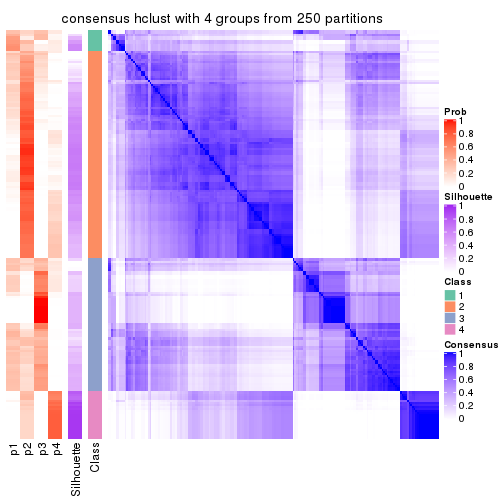 consensus hclust with 4 groups from 250 partitions
Prob
1
0.8
0.6
0.4
0.2
0
Silhouette
1
0.8
0.6
0.4
0.2
0
Class
1
2
3
4
Consensus
1
0.8
0.6
0.4
0.2
0
p1
p2
p3
p4
Silhouette
Class